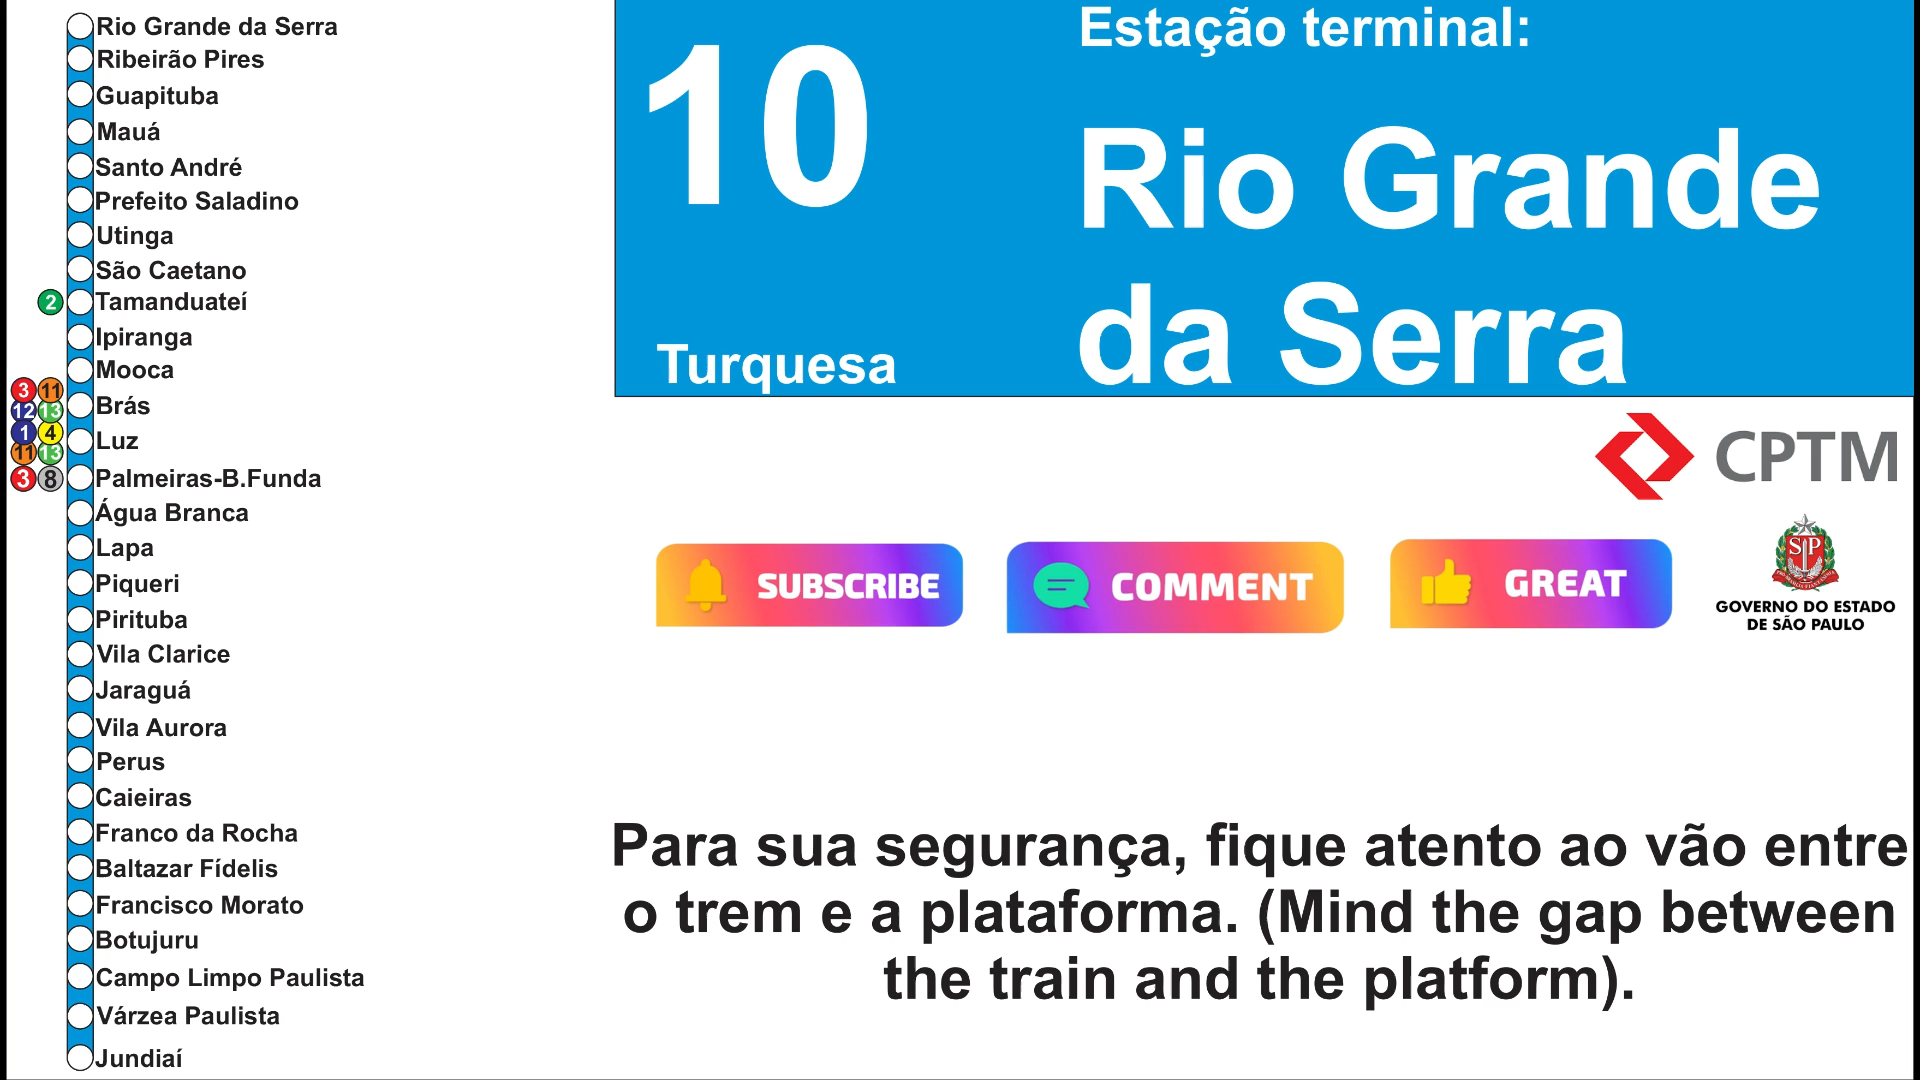 Rio Grande da Serra
Ribeirão Pires
Guapituba
Mauá
Santo André
Prefeito Saladino
Utinga
São Caetano
2 Tamanduateí
Ipiranga
Mooca
3 11
Brás
12 13
1 4
Luz
11 13
3 8 Palmeiras-B.Funda
Água Branca
Lapa
Piqueri
Pirituba
Vila Clarice
Jaraguá
Vila Aurora
Perus
Caieiras
Franco da Rocha
Baltazar Fídelis
Francisco Morato
Botujuru
Campo Limpo Paulista
Várzea Paulista
Jundiaí
10
Turquesa
Estação terminal:
Rio Grande
da Serra
CPTM
SUBSCRIBE
COMMENT
GREAT
SP
GOVERNO DO ESTADO
DE SÃO PAULO
Para sua segurança, fique atento ao vão entre
o trem e a plataforma. (Mind the gap between
the train and the platform).